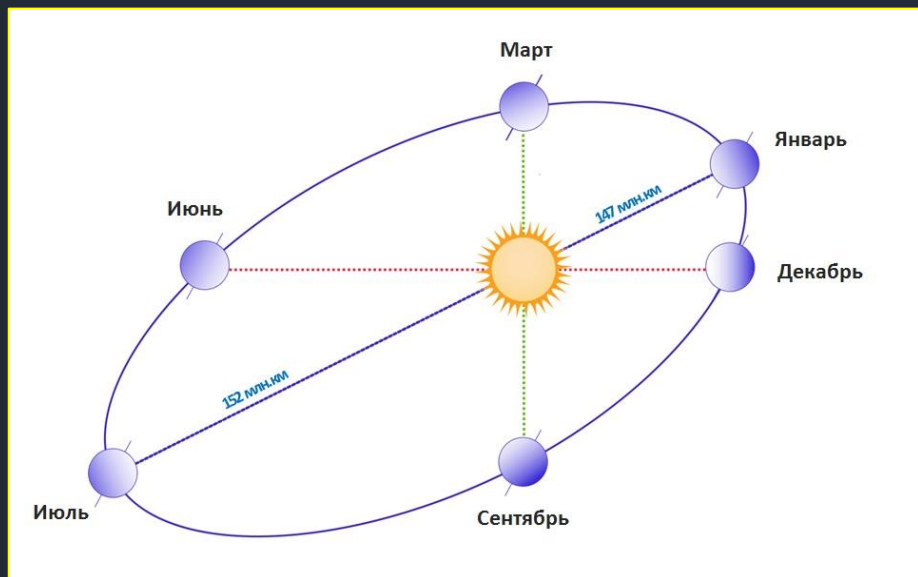 Март
Январь
147 млн.км
Июнь
Декабрь
152 млн.км
Июль
Сентябрь